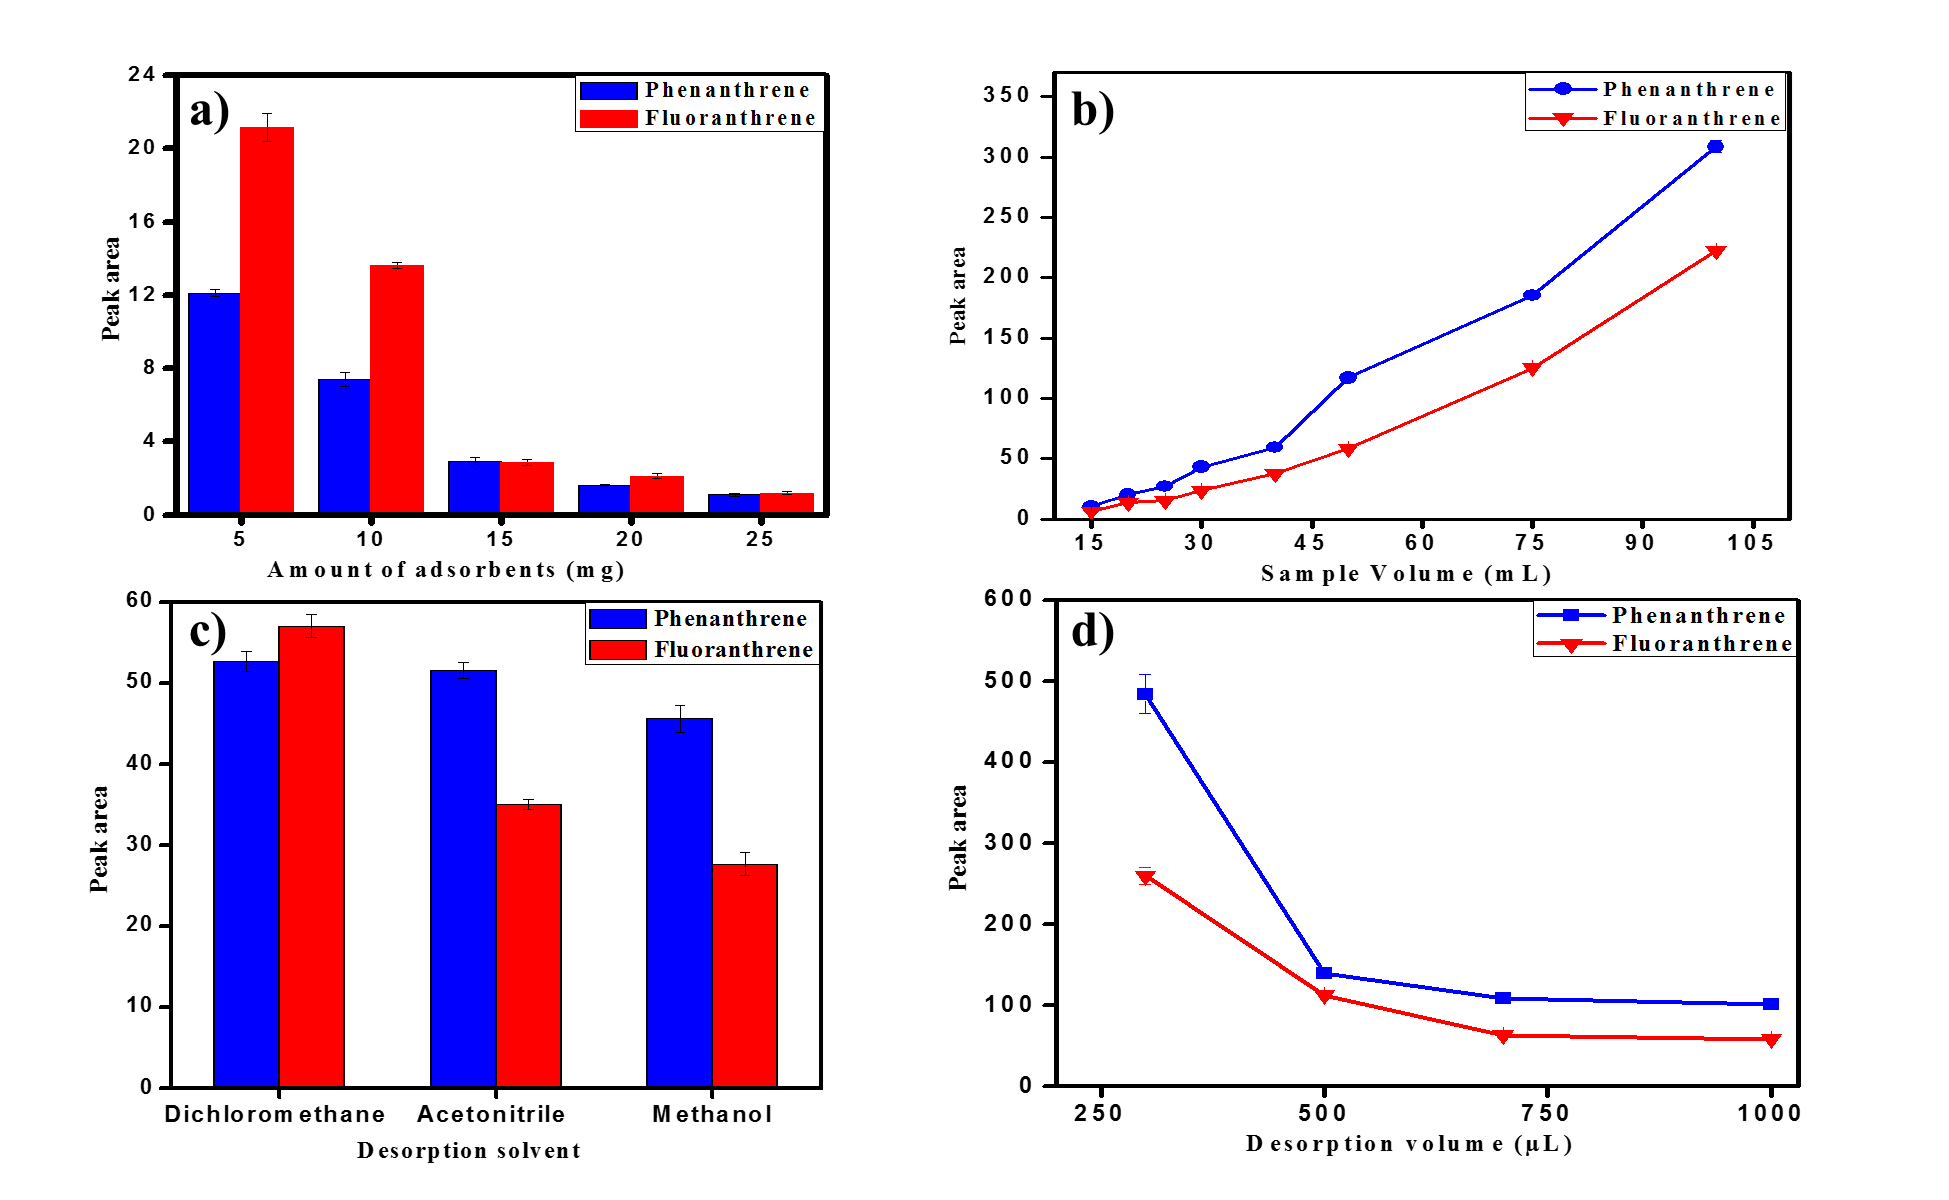 a)
Phenanthrene
Fluoranthrene
24
20
16
12
8
4
0
Peak area
5 10 15 20 25
Amount of adsorbents (mg)
b)
Phenanthrene
Fluoranthrene
350
300
250
200
150
100
50
0
Peak area
15 30 45 60 75 90 105
Sample Volume (mL)
c)
Phenanthrene
Fluoranthrene
60
50
40
30
20
10
0
Peak area
Dichloromethane Acetonitrile Methanol
Desorption solvent
d)
Phenanthrene
Fluoranthrene
600
500
400
300
200
100
0
Peak area
250 500 750 1000
Desorption volume (μL)